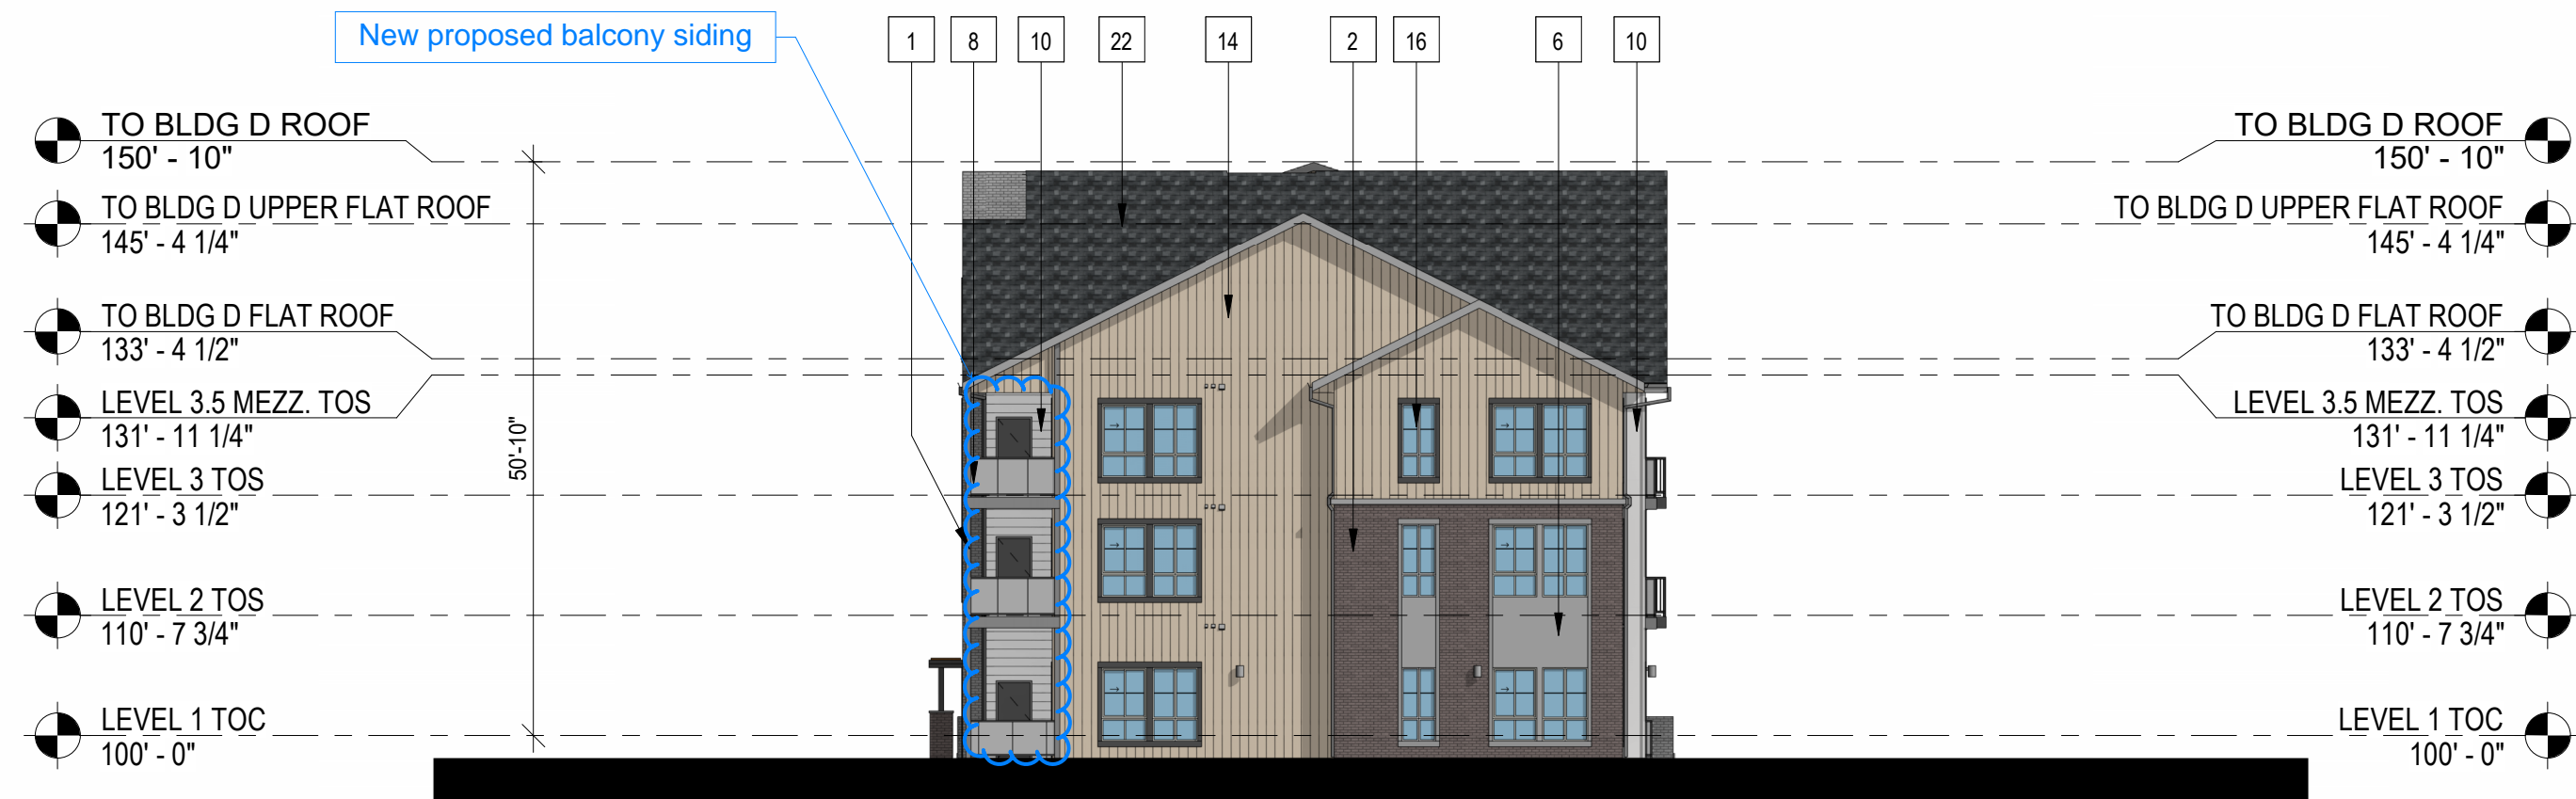 New proposed balcony siding
1 8 10 22 14 2 16 6 10
TO BLDG D ROOF
150' - 10"
TO BLDG D UPPER FLAT ROOF
145' - 4 1/4"
TO BLDG D FLAT ROOF
133' - 4 1/2"
LEVEL 3.5 MEZZ. TOS
131' - 11 1/4"
LEVEL 3 TOS
121' - 3 1/2"
LEVEL 2 TOS
110' - 7 3/4"
LEVEL 1 TOC
100' - 0"
50'-10"
TO BLDG D ROOF
150' - 10"
TO BLDG D UPPER FLAT ROOF
145' - 4 1/4"
TO BLDG D FLAT ROOF
133' - 4 1/2"
LEVEL 3.5 MEZZ. TOS
131' - 11 1/4"
LEVEL 3 TOS
121' - 3 1/2"
LEVEL 2 TOS
110' - 7 3/4"
LEVEL 1 TOC
100' - 0"